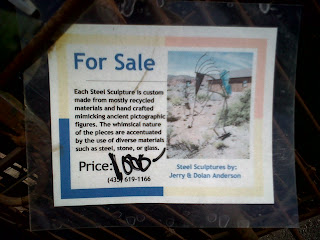 For Sale
Each Steel Sculpture is custom
made from mostly recycled
materials and hand crafted
mimicking ancient pictographic
figures. The whimsical nature
of the pieces are accentuated
by the use of diverse materials
such as steel, stone, or glass.
Price: 1,000-
(435) 619-1166
Steel Sculptures by:
Jerry & Dolan Anderson